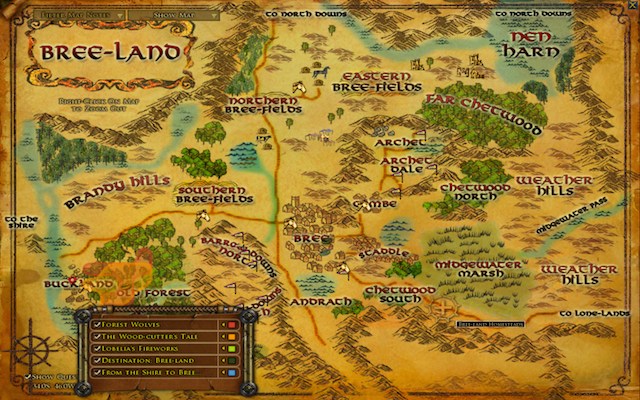 Filter Map Notes
Show Map
to North Downs
to North Downs
Bree-Land
Right-Click On Map
To Zoom Out
Nen
Harn
Eastern
Bree-Fields
Northern
Bree-Fields
Far Chetwood
Archet
Archet
Dale
Brandy Hills
Southern
Bree-Fields
Chetwood
North
Weather
Hills
Combe
to the
Shire
Midgewater Pass
Bree
Barrow-Downs
North
Staddle
Midgewater
Marsh
Weather
Hills
Buckland
Old Forest
Andrath
Chetwood
South
to Lone-Lands
Bree-land Homesteads
Forest Wolves
The Wood-cutter's Tale
Lobelia's Fireworks
Destination: Bree-land
From the Shire to Bree